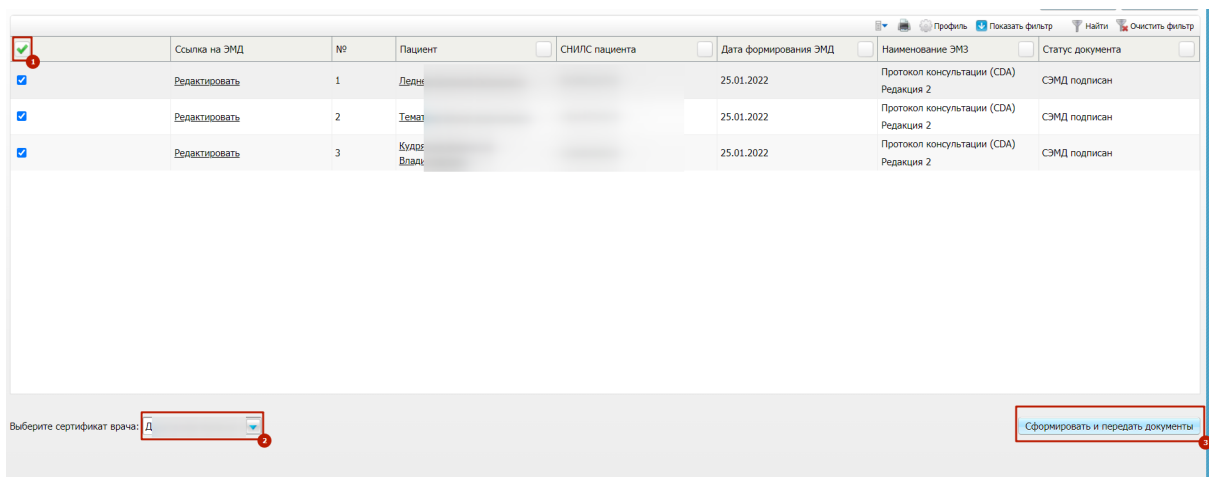 Профиль Показать фильтр Найти Очистить фильтр
Ссылка на ЭМД № Пациент СНИЛС пациента Дата формирования ЭМД Наименование ЭМЗ Статус документа
1
Редактировать 1 25.01.2022 Протокол консультации (CDA) СЭМД подписан
Редакция 2
Редактировать 2 25.01.2022 Протокол консультации (CDA) СЭМД подписан
Редакция 2
Редактировать 3 25.01.2022 Протокол консультации (CDA) СЭМД подписан
Редакция 2
Выберите сертификат врача: Д Сформировать и передать документы
2 3